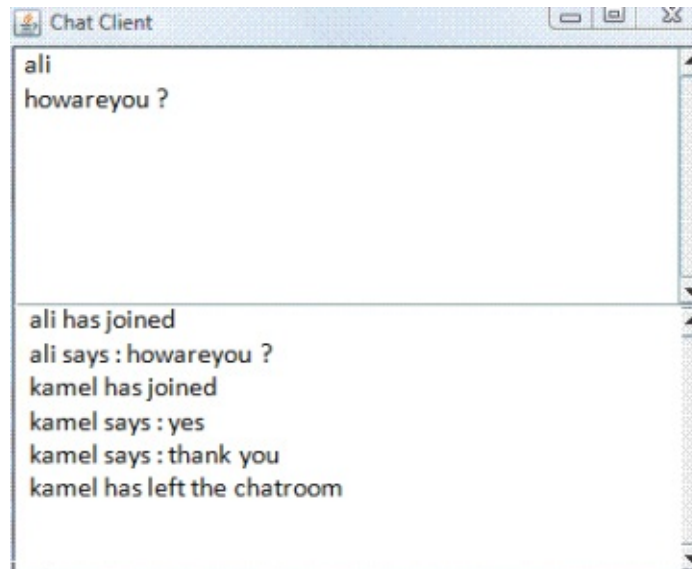 Chat Client
ali
howareyou ?
ali has joined
ali says : howareyou ?
kamel has joined
kamel says : yes
kamel says : thank you
kamel has left the chatroom